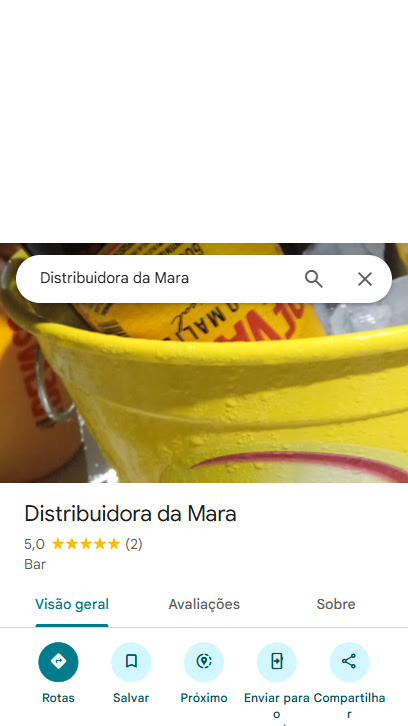 Distribuidora da Mara
Distribuidora da Mara
5,0 ★★★★★ (2)
Bar
Visão geral
Avaliações
Sobre
Rotas
Salvar
Próximo
Enviar para
o
Compartilha
r